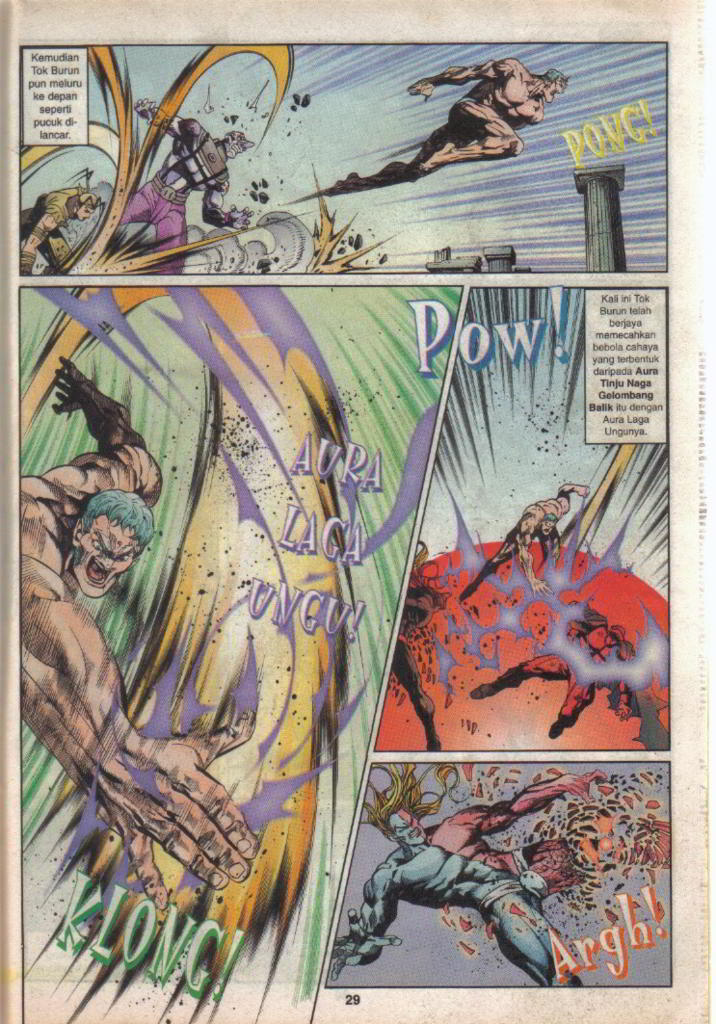 Kemudian
Tok Burun
pun meluru
ke depan
seperti
pucuk di-
lancar.
PONG!
POW!
Kali ini Tok
Burun telah
berjaya
memecahkan
bebola cahaya
yang terbentuk
daripada Aura
Tinju Naga
Gelombang
Balik itu dengan
Aura Laga
Ungunya.
AURA
LAGA
UNGU!
KLONG!
Argh!
29